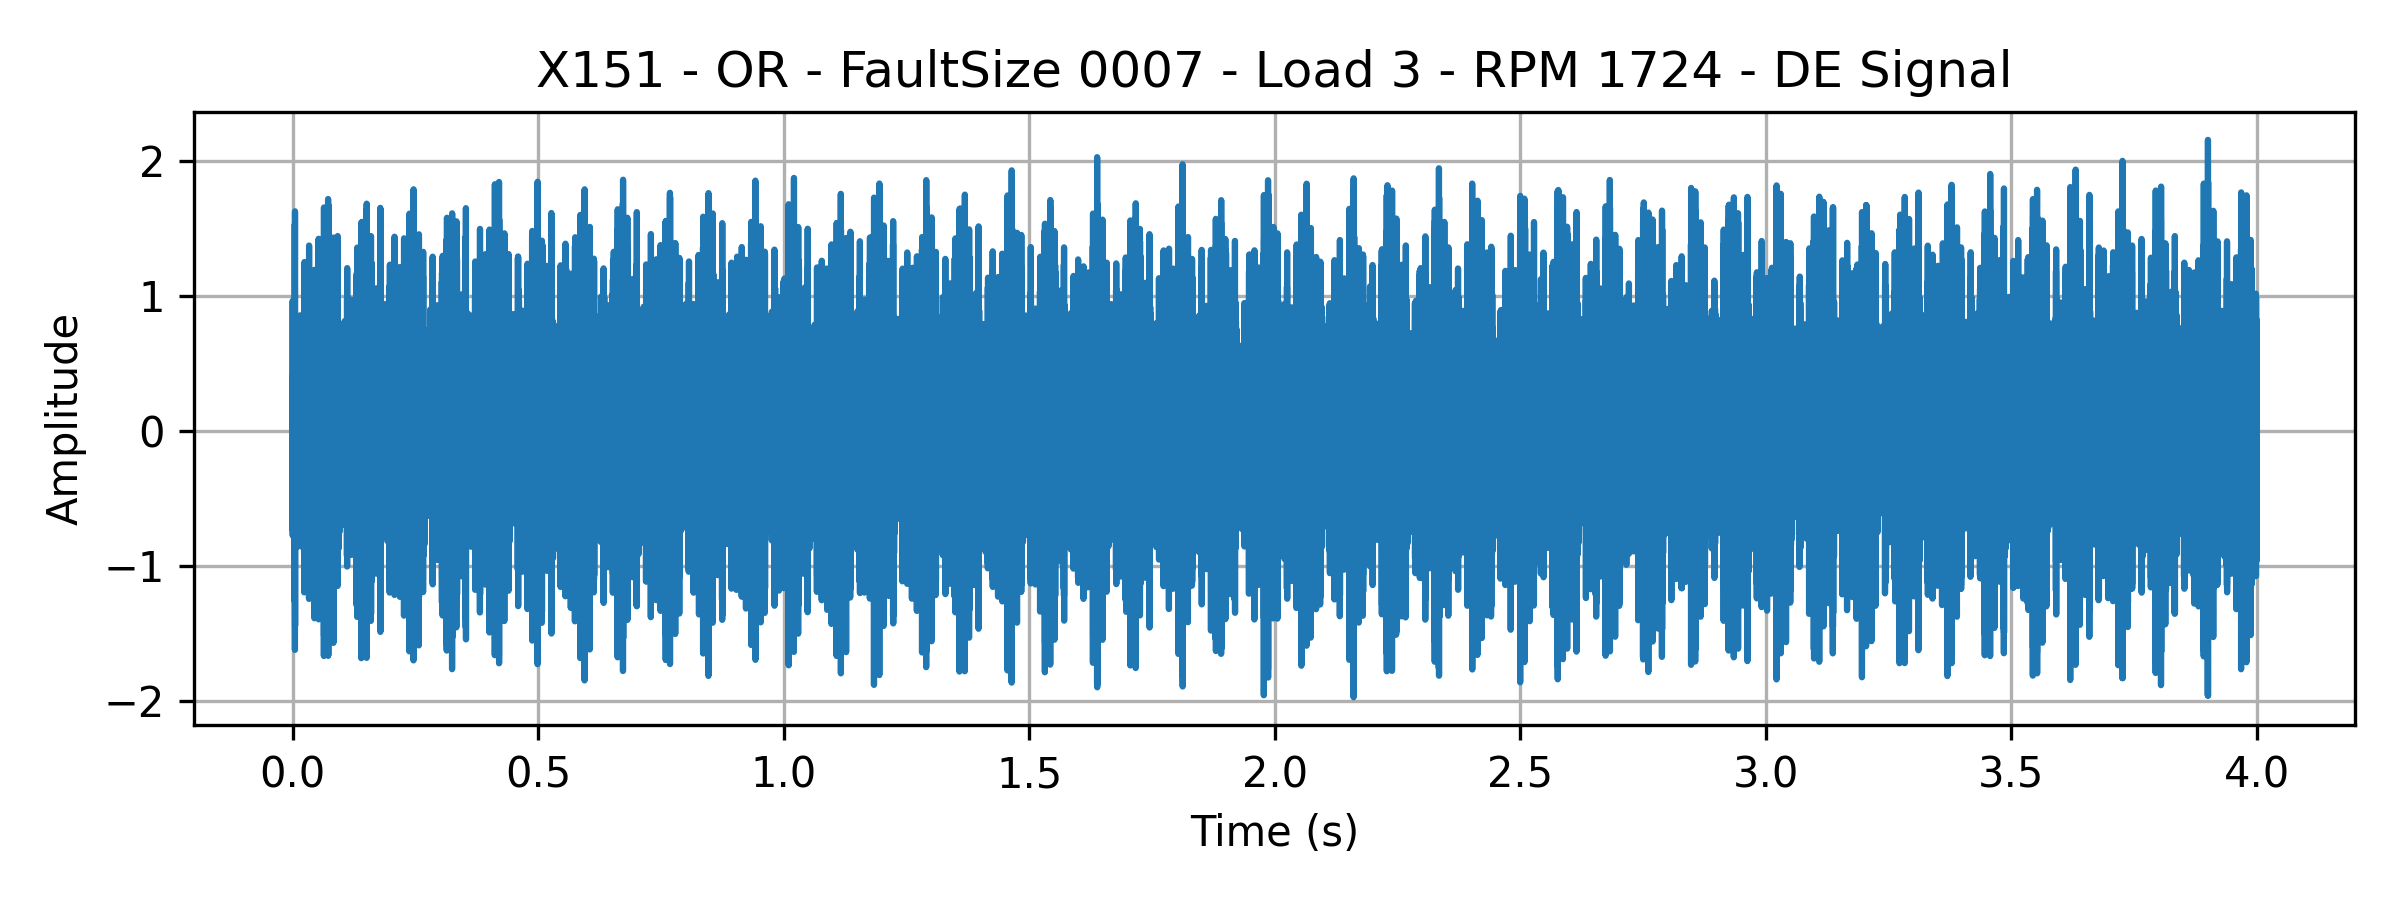 X151 - OR - FaultSize 0007 - Load 3 - RPM 1724 - DE Signal
Amplitude
2
1
0
−1
−2
0.0 0.5 1.0 1.5 2.0 2.5 3.0 3.5 4.0
Time (s)